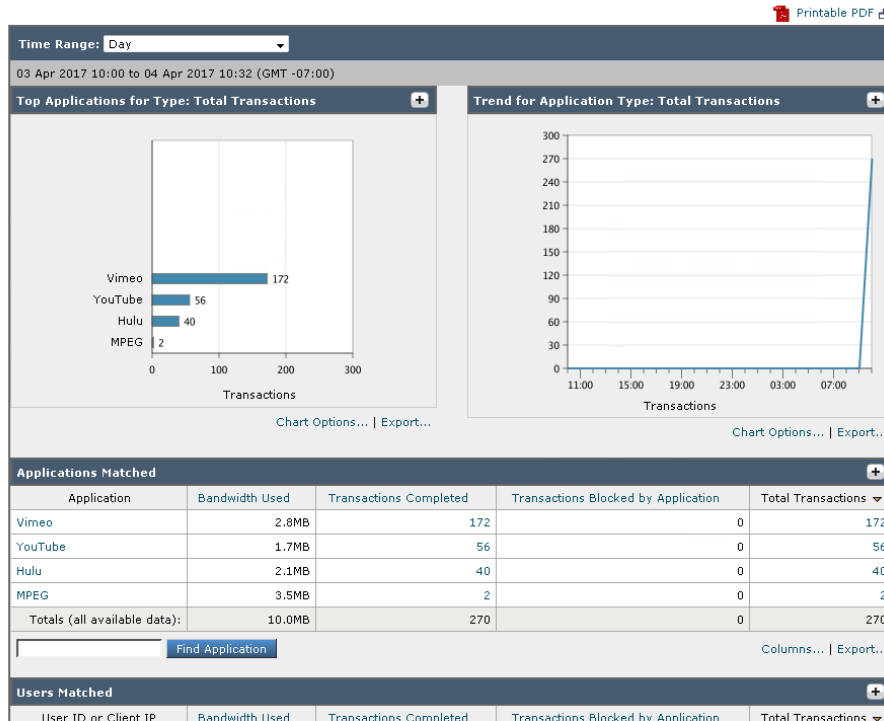 Printable PDF
Time Range: Day
03 Apr 2017 10:00 to 04 Apr 2017 10:32 (GMT -07:00)
Top Applications for Type: Total Transactions
Vimeo 172
YouTube 56
Hulu 40
MPEG 2
0 100 200 300
Transactions
Chart Options... | Export...
Trend for Application Type: Total Transactions
300
270
240
210
180
150
120
90
60
30
0
11:00 15:00 19:00 23:00 03:00 07:00
Transactions
Chart Options... | Export...
Applications Matched
Application Bandwidth Used Transactions Completed Transactions Blocked by Application Total Transactions
Vimeo 2.8MB 172 0 172
YouTube 1.7MB 56 0 56
Hulu 2.1MB 40 0 40
MPEG 3.5MB 2 0 2
Totals (all available data): 10.0MB 270 0 270
Find Application
Columns... | Export...
Users Matched
User ID or Client IP Bandwidth Used Transactions Completed Transactions Blocked by Application Total Transactions